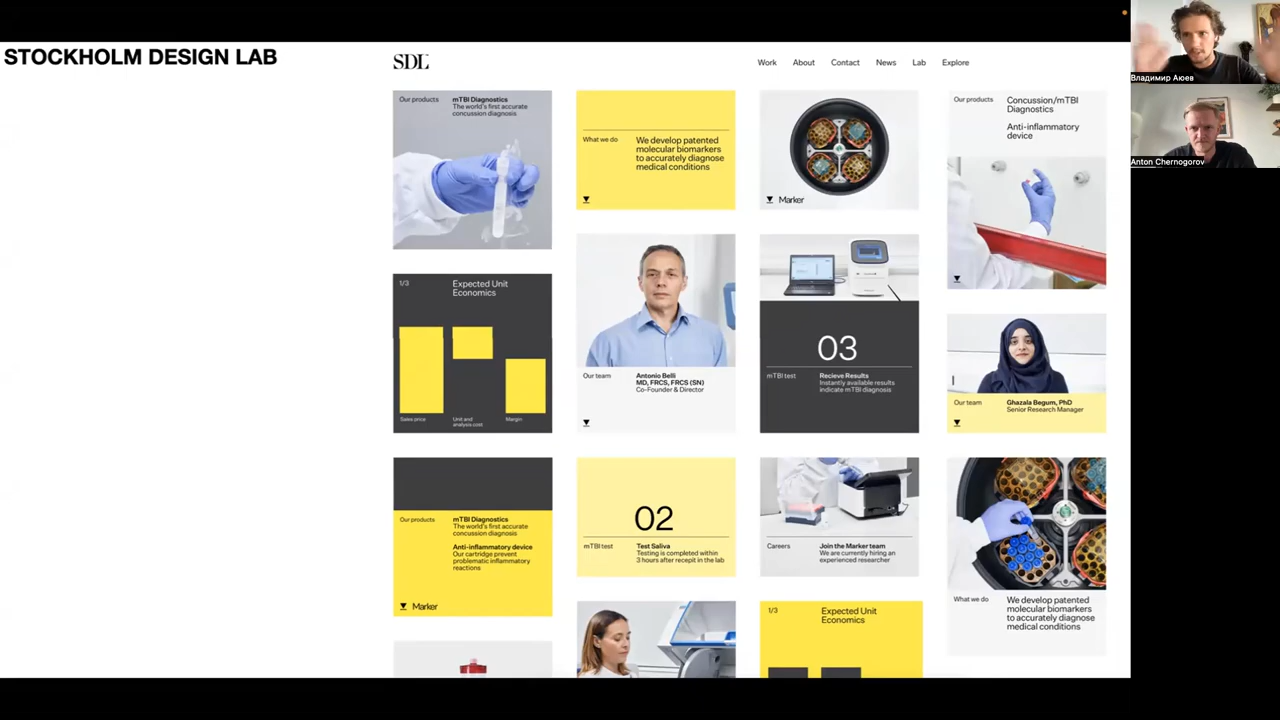 STOCKHOLM DESIGN LAB
SDL
Work
About
Contact
News
Lab
Explore
Владимир Аюев
Anton Chernogorov
Our products
mTBI Diagnostics
The world's first accurate
concussion diagnosis
What we do
We develop patented
molecular biomarkers
to accurately diagnose
medical conditions
Marker
Our products
Concussion/mTBI
Diagnostics
Anti-inflammatory
device
1/3
Expected Unit
Economics
Sales price
Unit and
analysis cost
Margin
Our team
Antonio Belli
MD, FRCS, FRCS (SN)
Co-Founder & Director
03
mTBI test
Recieve Results
Instantly available results
indicate mTBI diagnosis
Our team
Ghazala Begum, PhD
Senior Research Manager
Our products
mTBI Diagnostics
The world's first accurate
concussion diagnosis
Anti-inflammatory device
Our cartridge prevent
problematic inflammatory
reactions
Marker
02
mTBI test
Test Saliva
Testing is completed within
3 hours after recepit in the lab
Careers
Join the Marker team
We are currently hiring an
experienced researcher
What we do
We develop patented
molecular biomarkers
to accurately diagnose
medical conditions
1/3
Expected Unit
Economics